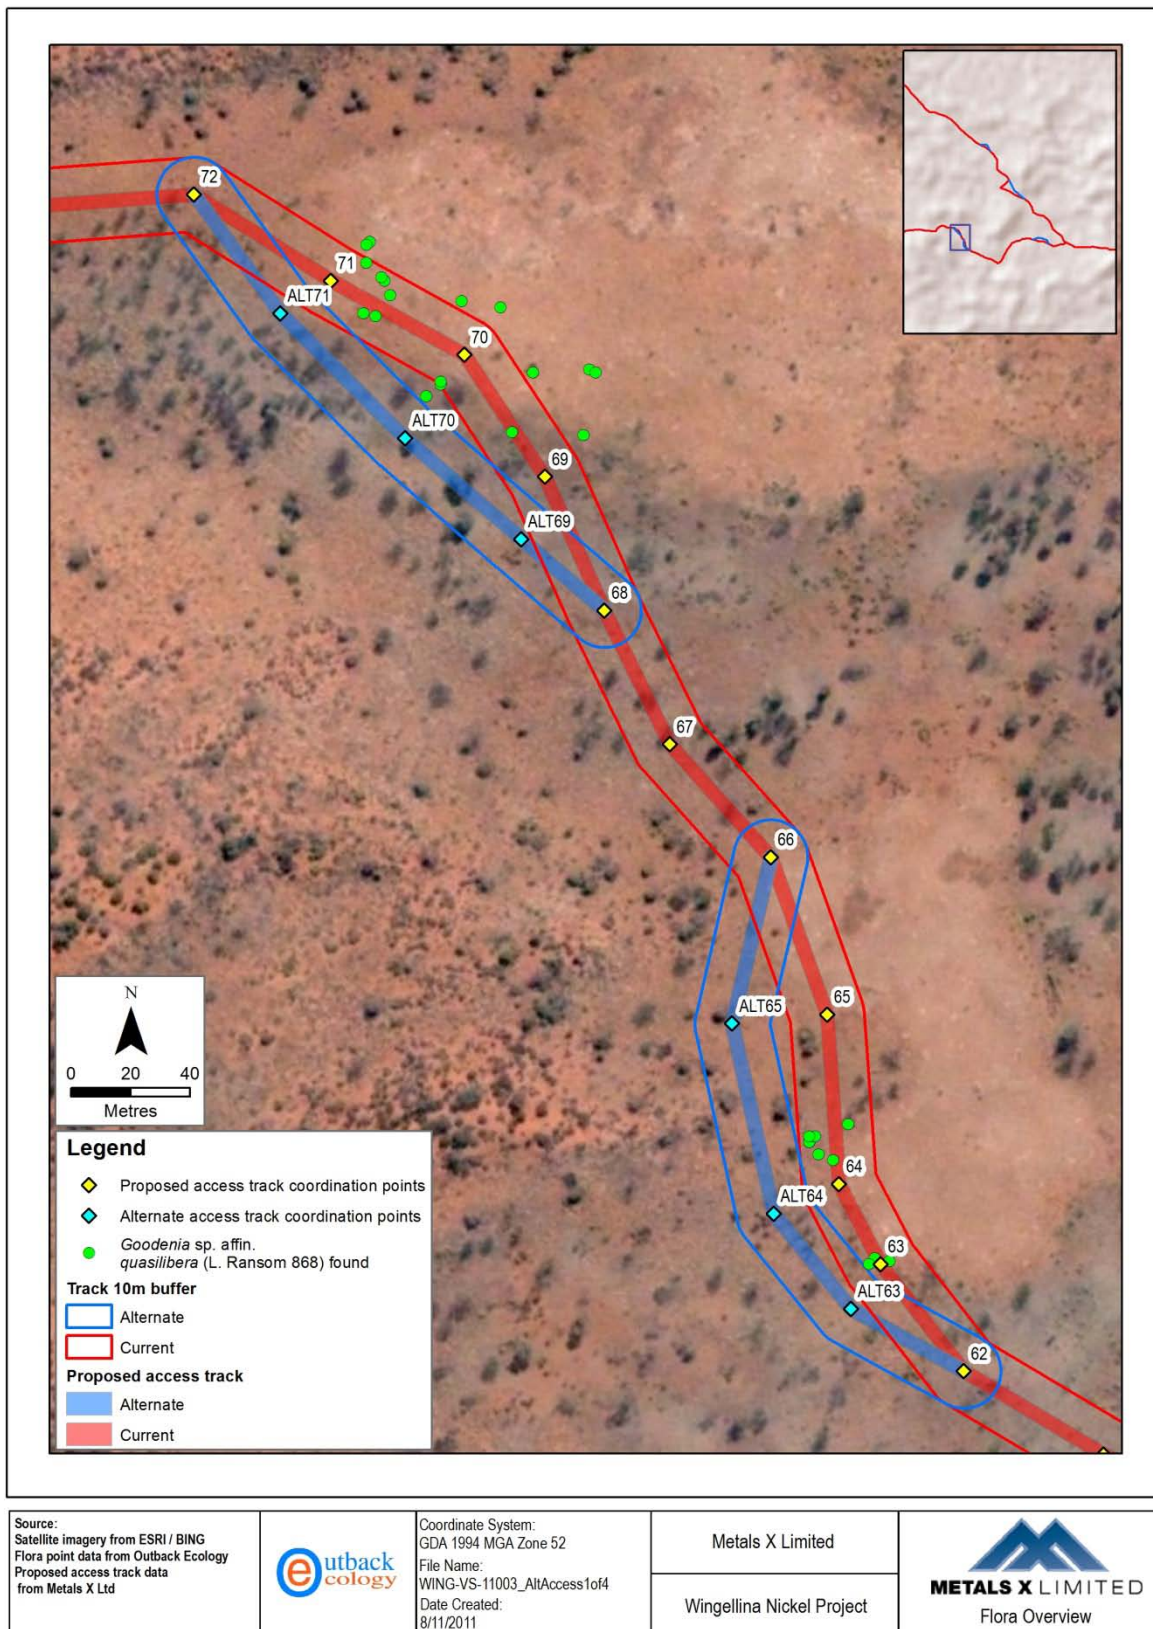 72
71
ALT71
70
ALT70
69
ALT69
68
67
66
65
ALT65
64
ALT64
63
ALT63
62
N
0 20 40
Metres
Legend
Proposed access track coordination points
Alternate access track coordination points
Goodenia sp. affin.
quasilibera (L. Ransom 868) found
Track 10m buffer
Alternate
Current
Proposed access track
Alternate
Current
Source:
Satellite imagery from ESRI / BING
Flora point data from Outback Ecology
Proposed access track data
from Metals X Ltd
Outback
ecology
Coordinate System:
GDA 1994 MGA Zone 52
File Name:
WING-VS-11003_AltAccess1of4
Date Created:
8/11/2011
Metals X Limited
Wingellina Nickel Project
METALS X LIMITED
Flora Overview